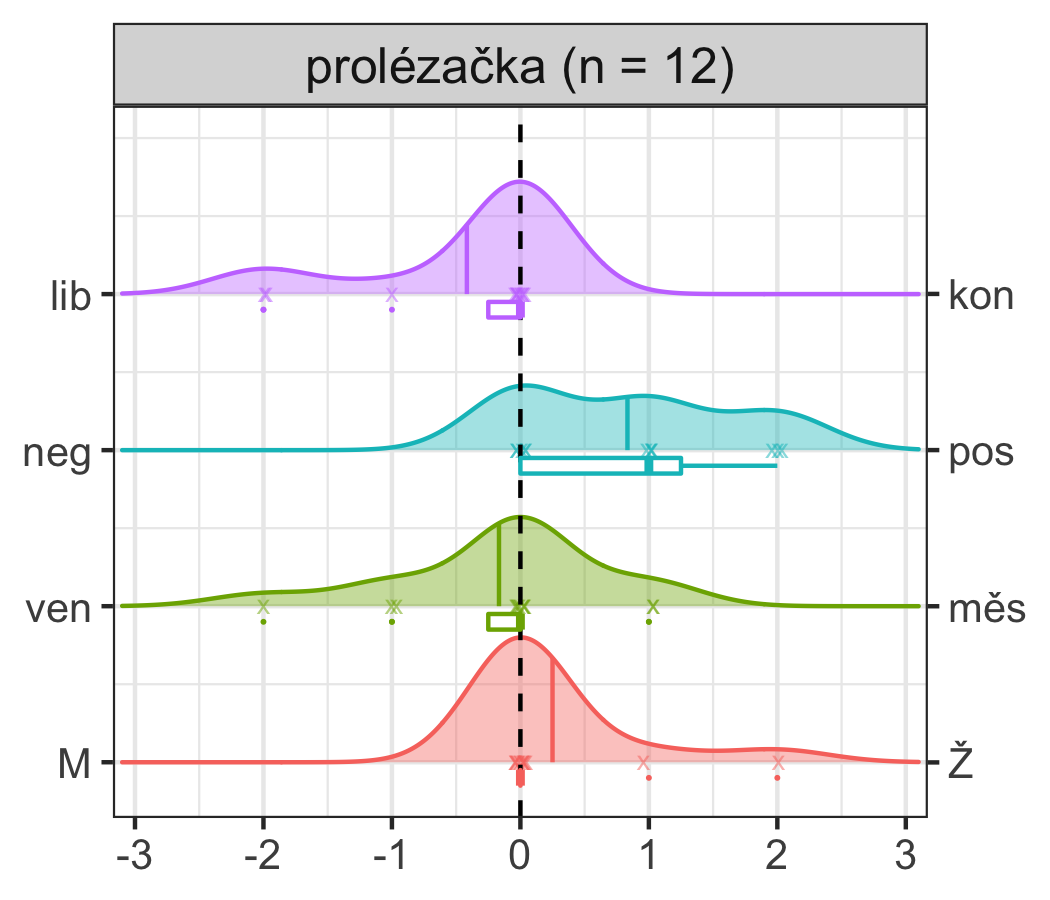 prolézačka (n = 12)
lib kon
neg pos
ven měs
M Ž
-3 -2 -1 0 1 2 3